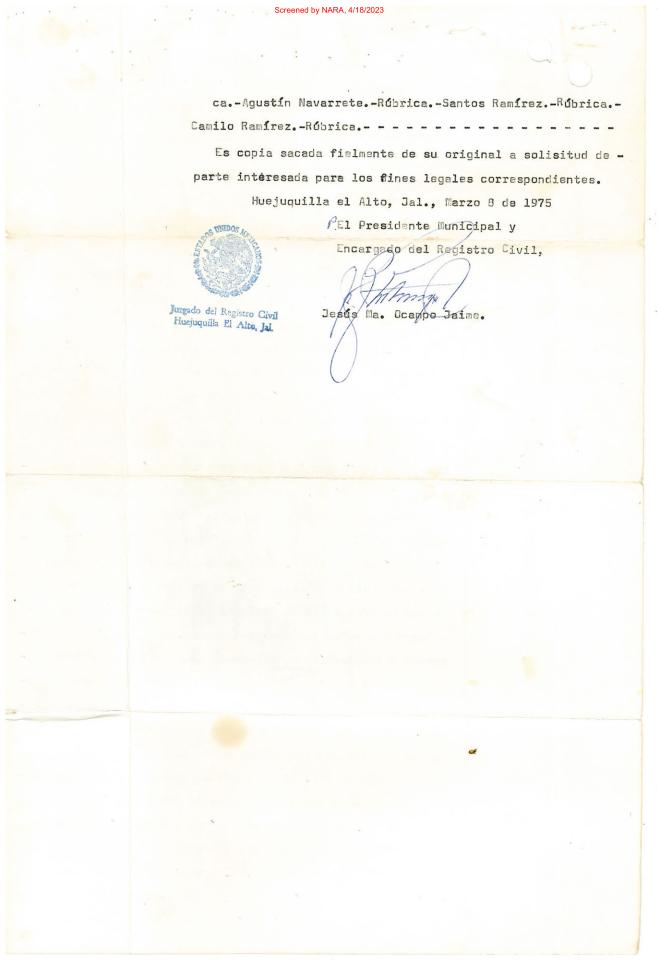 Screened by NARA, 4/18/2023
ca.-Agustín Navarrete.-Rúbrica.-Santos Ramírez.-Rúbrica.-
Camilo Ramírez.-Rúbrica.- - - - - - - - - - - - - - - - - - -
Es copia sacada fielmente de su original a solisitud de -
parte intéresada para los fines legales correspondientes.
Huejuquilla el Alto, Jal., Marzo 8 de 1975
P.El Presidente Municipal y
Encargado del Registro Civil,
ESTADOS UNIDOS MEXICANOS
Juzgado del Registro Civil
Huejuquilla El Alto, Jal.
Jesús Ma. Ocampo Jaime.